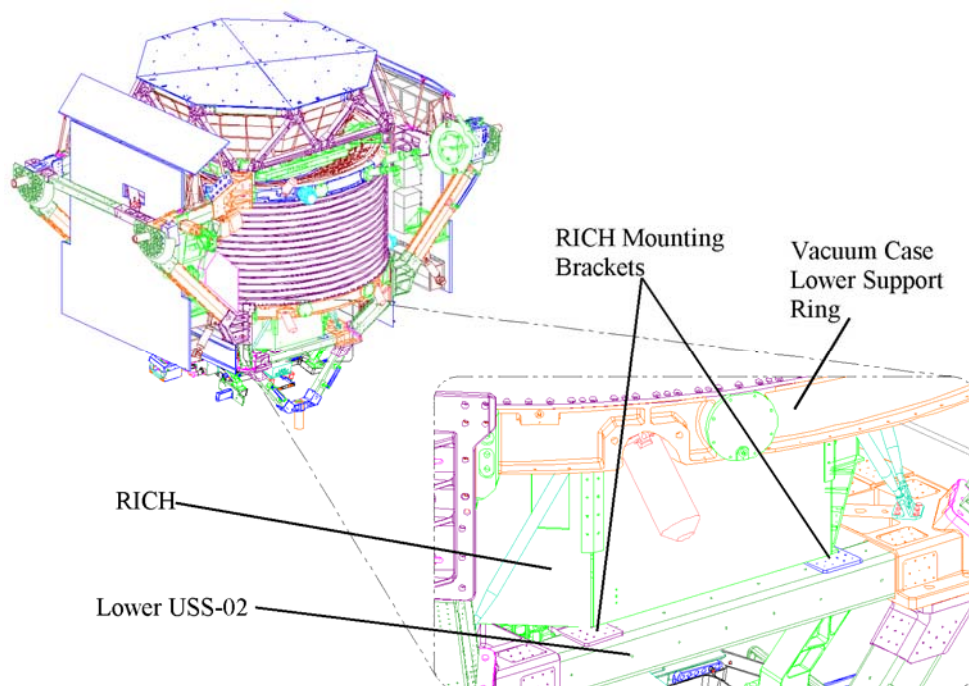 RICH Mounting
Brackets
Vacuum Case
Lower Support
Ring
RICH
Lower USS-02